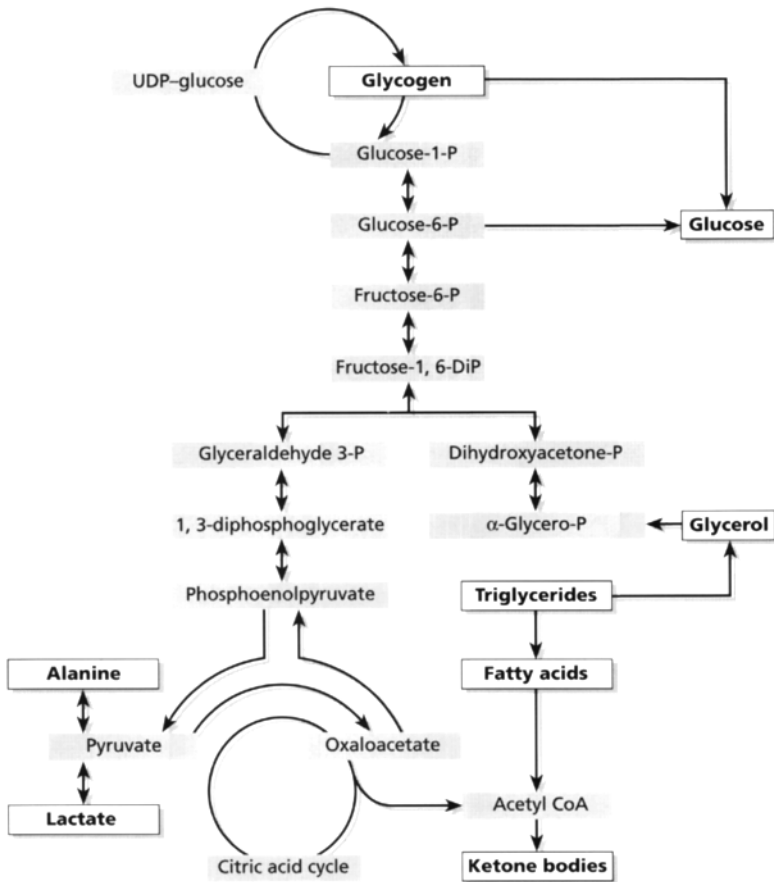 UDP–glucose
Glycogen
Glucose-1-P
Glucose-6-P
Glucose
Fructose-6-P
Fructose-1, 6-DiP
Glyceraldehyde 3-P
Dihydroxyacetone-P
1, 3-diphosphoglycerate
α-Glycero-P
Glycerol
Phosphoenolpyruvate
Triglycerides
Alanine
Fatty acids
Pyruvate
Oxaloacetate
Lactate
Acetyl CoA
Citric acid cycle
Ketone bodies